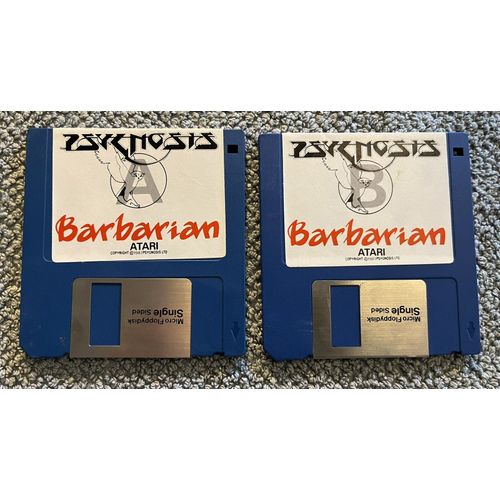 PSYGNOSIS
A
Barbarian
ATARI
Micro Floppydisk
Single Sided
PSYGNOSIS
B
Barbarian
ATARI
Micro Floppydisk
Single Sided